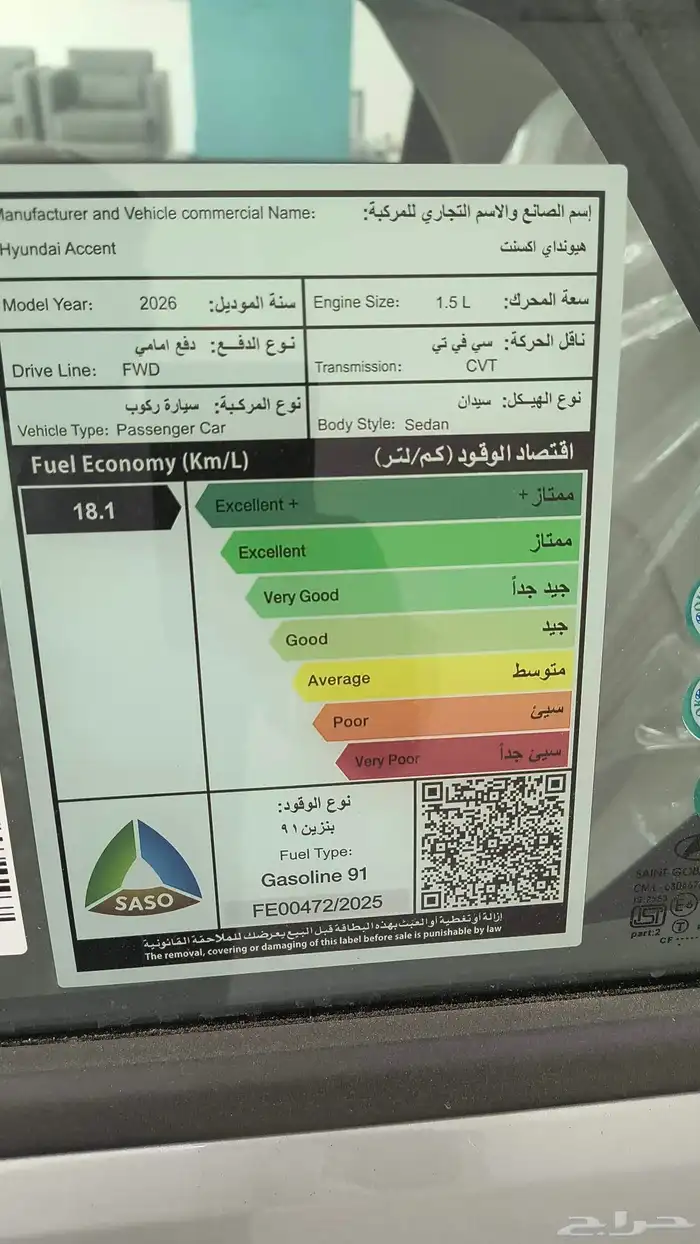 Manufacturer and Vehicle commercial Name: إسم الصانع والاسم التجاري للمركبة:
Hyundai Accent هيونداي اكسنت
Model Year: 2026 سنة الموديل:
Engine Size: 1.5 L سعة المحرك:
نوع الدفع: دفع امامي
Drive Line: FWD
ناقل الحركة: سي في تي
Transmission: CVT
نوع المركبة: سيارة ركوب
Vehicle Type: Passenger Car
نوع الهيكل: سيدان
Body Style: Sedan
Fuel Economy (Km/L) اقتصاد الوقود (كم/لتر)
18.1
Excellent + ممتاز +
Excellent ممتاز
Very Good جيد جداً
Good جيد
Average متوسط
Poor سيئ
Very Poor سيئ جداً
SASO
نوع الوقود:
بنزين ٩١
Fuel Type:
Gasoline 91
FE00472/2025
إزالة أو تغطية أو العبث بهذه البطاقة قبل البيع يعرضك للملاحقة القانونية
The removal, covering or damaging of this label before sale is punishable by law
part:2
حراج